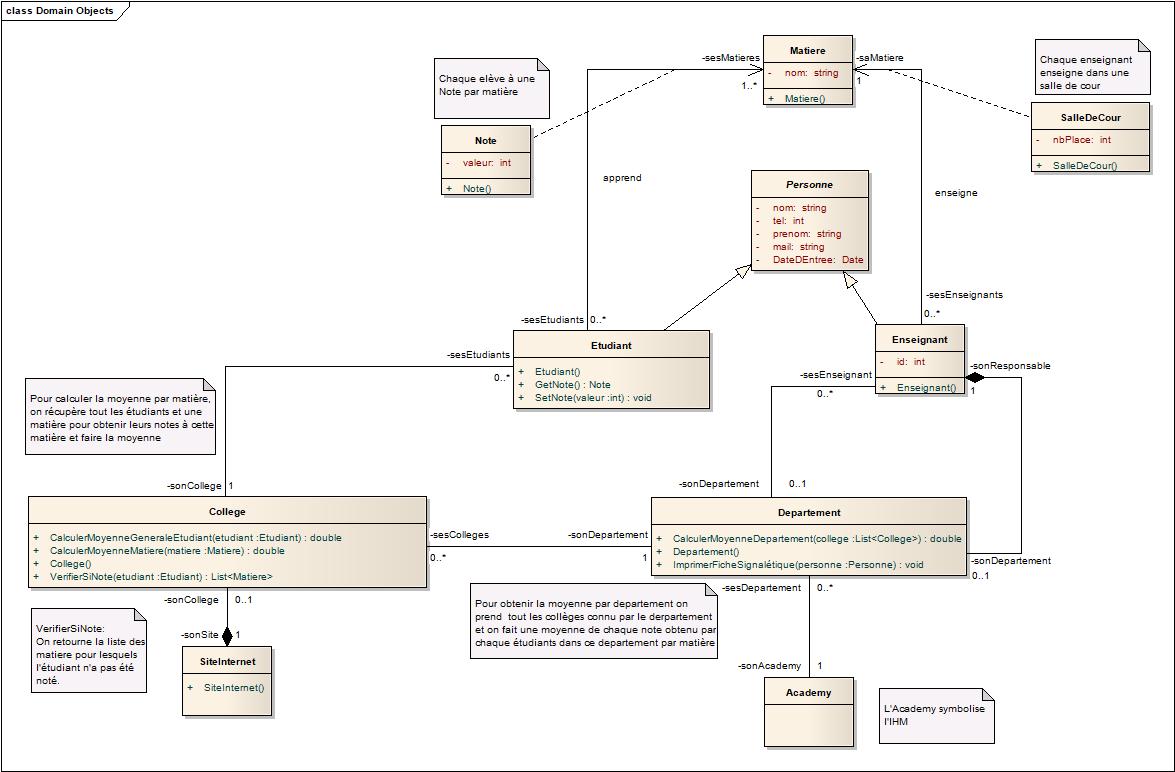 class Domain Objects
Chaque elève à une
Note par matière
-sesMatieres
1..*
Matiere
- nom: string
+ Matiere()
-saMatiere
1
Chaque enseignant
enseigne dans une
salle de cour
Note
- valeur: int
+ Note()
SalleDeCour
- nbPlace: int
+ SalleDeCour()
apprend
enseigne
Personne
- nom: string
- tel: int
- prenom: string
- mail: string
- DateDEntree: Date
-sesEtudiants
0..*
-sesEnseignants
0..*
Etudiant
+ Etudiant()
+ GetNote() : Note
+ SetNote(valeur :int) : void
-sesEtudiants
0..*
Enseignant
- id: int
+ Enseignant()
-sesEnseignant
0..*
-sonResponsable
1
Pour calculer la moyenne par matière,
on récupère tout les étudiants et une
matière pour obtenir leurs notes à cette
matière et faire la moyenne
-sonCollege
1
-sonDepartement
0..1
College
+ CalculerMoyenneGeneraleEtudiant(etudiant :Etudiant) : double
+ CalculerMoyenneMatiere(matiere :Matiere) : double
+ College()
+ VerifierSiNote(etudiant :Etudiant) : List<Matiere>
-sesColleges
0..*
-sonDepartement
1
Departement
+ CalculerMoyenneDepartement(college :List<College>) : double
+ Departement()
+ ImprimerFicheSignalétique(personne :Personne) : void
-sonDepartement
0..1
-sonCollege
0..1
-sesDepartement
0..*
VerifierSiNote:
On retourne la liste des
matiere pour lesquels
l'étudiant n'a pas été
noté.
-sonSite
1
SiteInternet
+ SiteInternet()
Pour obtenir la moyenne par departement on
prend tout les collèges connu par le derpartement
et on fait une moyenne de chaque note obtenu par
chaque étudiants dans ce departement par matière
-sonAcademy
1
Academy
L'Academy symbolise
l'IHM